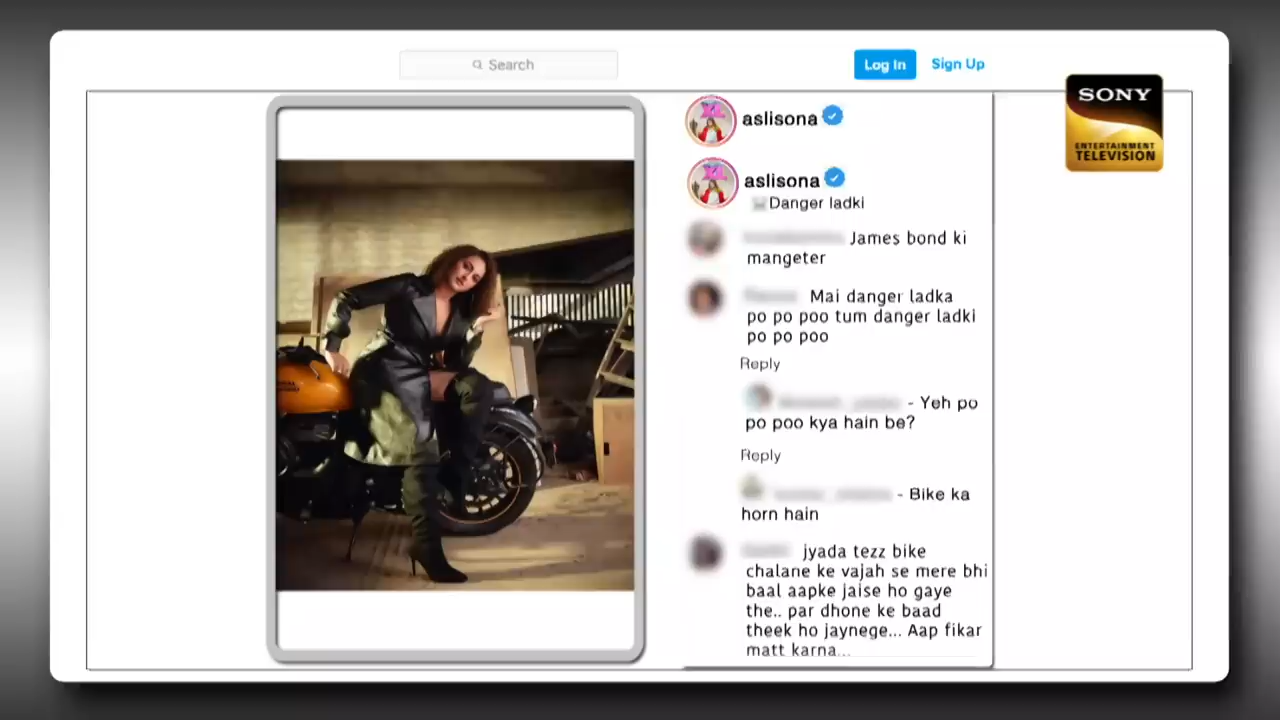 Search
Log In
Sign Up
SONY
ENTERTAINMENT
TELEVISION
aslisona
aslisona
Danger ladki
James bond ki
mangeter
Mai danger ladka
po po poo tum danger ladki
po po poo
Reply
- Yeh po
po poo kya hain be?
Reply
- Bike ka
horn hain
jyada tezz bike
chalane ke vajah se mere bhi
baal aapke jaise ho gaye
the.. par dhone ke baad
theek ho jaynege... Aap fikar
matt karna...